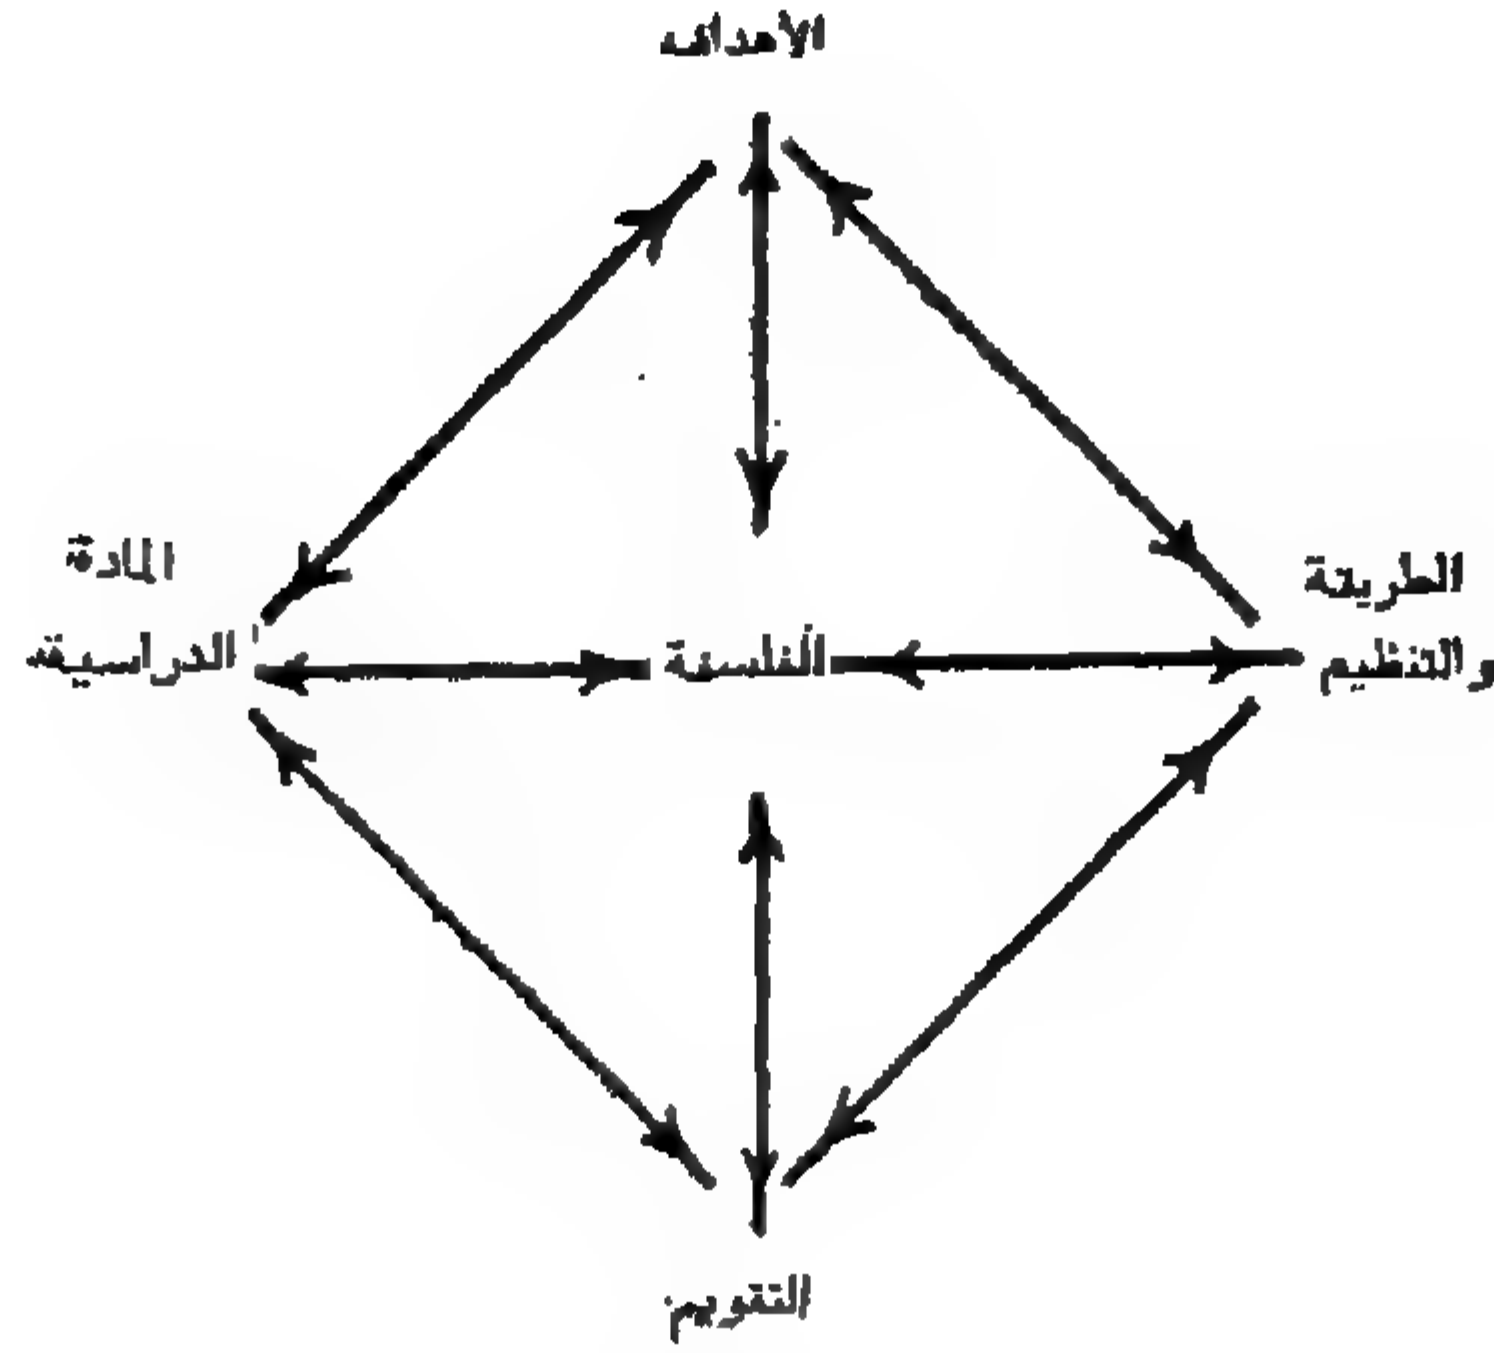 الأهداف
الطريقة
والتنظيم
الفلسفة
المادة
الدراسية
التقويم